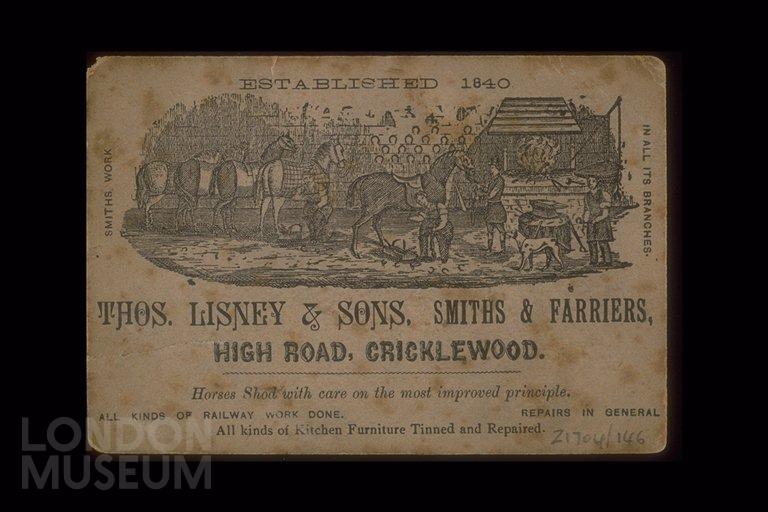 ESTABLISHED 1840
SMITHS WORK
IN ALL ITS BRANCHES.
THOS. LISNEY & SONS, SMITHS & FARRIERS,
HIGH ROAD, CRICKLEWOOD.
Horses Shod with care on the most improved principle.
ALL KINDS OF RAILWAY WORK DONE. REPAIRS IN GENERAL
All kinds of Kitchen Furniture Tinned and Repaired.
Z1704/146
LONDON
MUSEUM